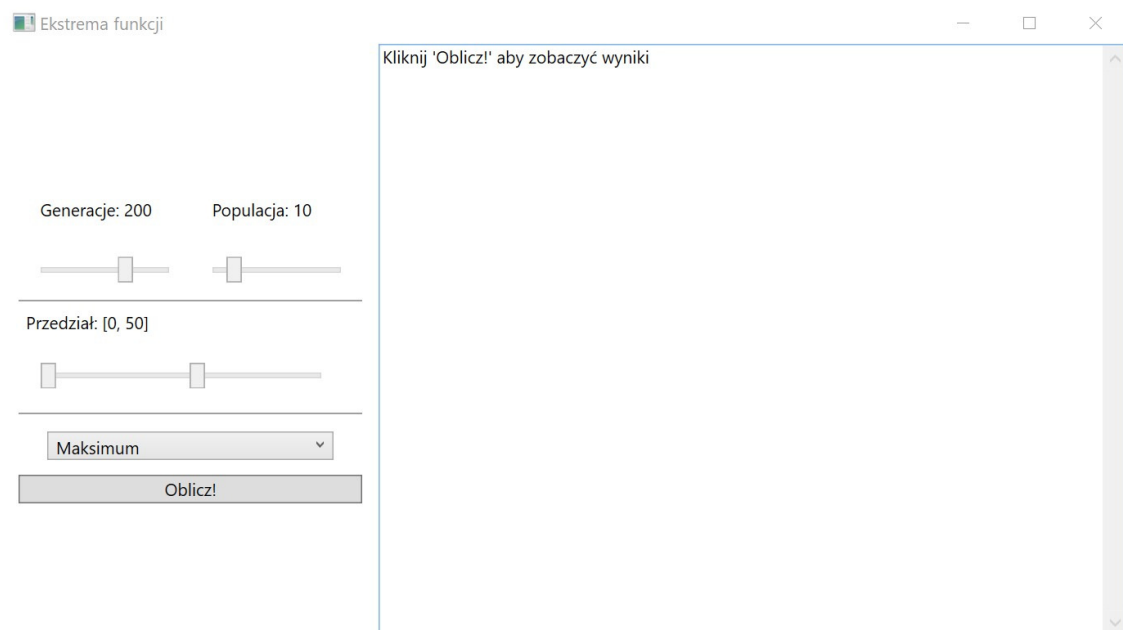 Ekstrema funkcji
Kliknij 'Oblicz!' aby zobaczyć wyniki
Generacje: 200
Populacja: 10
Przedział: [0, 50]
Maksimum
Oblicz!